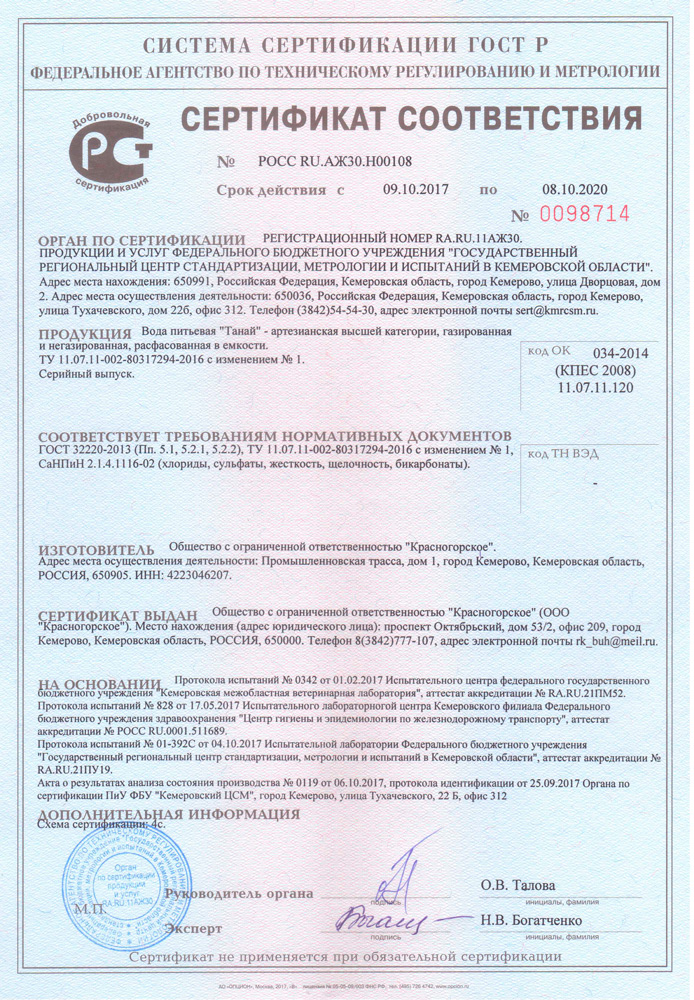 СИСТЕМА СЕРТИФИКАЦИИ ГОСТ Р
ФЕДЕРАЛЬНОЕ АГЕНТСТВО ПО ТЕХНИЧЕСКОМУ РЕГУЛИРОВАНИЮ И МЕТРОЛОГИИ
Добровольная
РСТ
сертификация
СЕРТИФИКАТ СООТВЕТСТВИЯ
№ РОСС RU.АЖ30.Н00108
Срок действия с 09.10.2017 по 08.10.2020
№ 0098714
ОРГАН ПО СЕРТИФИКАЦИИ РЕГИСТРАЦИОННЫЙ НОМЕР RA.RU.11АЖ30.
ПРОДУКЦИИ И УСЛУГ ФЕДЕРАЛЬНОГО БЮДЖЕТНОГО УЧРЕЖДЕНИЯ "ГОСУДАРСТВЕННЫЙ
РЕГИОНАЛЬНЫЙ ЦЕНТР СТАНДАРТИЗАЦИИ, МЕТРОЛОГИИ И ИСПЫТАНИЙ В КЕМЕРОВСКОЙ ОБЛАСТИ".
Адрес места нахождения: 650991, Российская Федерация, Кемеровская область, город Кемерово, улица Дворцовая, дом
2. Адрес места осуществления деятельности: 650036, Российская Федерация, Кемеровская область, город Кемерово,
улица Тухачевского, дом 22б, офис 312. Телефон (3842)54-54-30, адрес электронной почты sert@kmrcsm.ru.
ПРОДУКЦИЯ Вода питьевая "Танай" - артезианская высшей категории, газированная
и негазированная, расфасованная в емкости.
ТУ 11.07.11-002-80317294-2016 с изменением № 1.
Серийный выпуск.
код ОК 034-2014
(КПЕС 2008)
11.07.11.120
СООТВЕТСТВУЕТ ТРЕБОВАНИЯМ НОРМАТИВНЫХ ДОКУМЕНТОВ
ГОСТ 32220-2013 (Пп. 5.1, 5.2.1, 5.2.2), ТУ 11.07.11-002-80317294-2016 с изменением № 1,
СаНПиН 2.1.4.1116-02 (хлориды, сульфаты, жесткость, щелочность, бикарбонаты).
код ТН ВЭД
-
ИЗГОТОВИТЕЛЬ Общество с ограниченной ответственностью "Красногорское".
Адрес места осуществления деятельности: Промышленновская трасса, дом 1, город Кемерово, Кемеровская область,
РОССИЯ, 650905. ИНН: 4223046207.
СЕРТИФИКАТ ВЫДАН Общество с ограниченной ответственностью "Красногорское" (ООО
"Красногорское"). Место нахождения (адрес юридического лица): проспект Октябрьский, дом 53/2, офис 209, город
Кемерово, Кемеровская область, РОССИЯ, 650000. Телефон 8(3842)777-107, адрес электронной почты rk_buh@meil.ru.
НА ОСНОВАНИИ Протокола испытаний № 0342 от 01.02.2017 Испытательного центра федерального государственного
бюджетного учреждения "Кемеровская межобластная ветеринарная лаборатория", аттестат аккредитации № RA.RU.21ПМ52.
Протокола испытаний № 828 от 17.05.2017 Испытательного лабораторногой центра Кемеровского филиала Федерального
бюджетного учреждения здравоохранения "Центр гигиены и эпидемиологии по железнодорожному транспорту", аттестат
аккредитации № РОСС RU.0001.511689.
Протокола испытаний № 01-392С от 04.10.2017 Испытательной лаборатории Федерального бюджетного учреждения
"Государственный региональный центр стандартизации, метрологии и испытаний в Кемеровской области", аттестат аккредитации №
RA.RU.21ПУ19.
Акта о результатах анализа состояния производства № 0119 от 06.10.2017, протокола идентификации от 25.09.2017 Органа по
сертификации ПиУ ФБУ "Кемеровский ЦСМ", город Кемерово, улица Тухачевского, 22 Б, офис 312
ДОПОЛНИТЕЛЬНАЯ ИНФОРМАЦИЯ
Схема сертификации: 4с.
Орган
по сертификации
продукции
и услуг
RA.RU.11АЖ30
М.П.
Руководитель органа
подпись
О.В. Талова
инициалы, фамилия
Эксперт
подпись
Н.В. Богатченко
инициалы, фамилия
Сертификат не применяется при обязательной сертификации